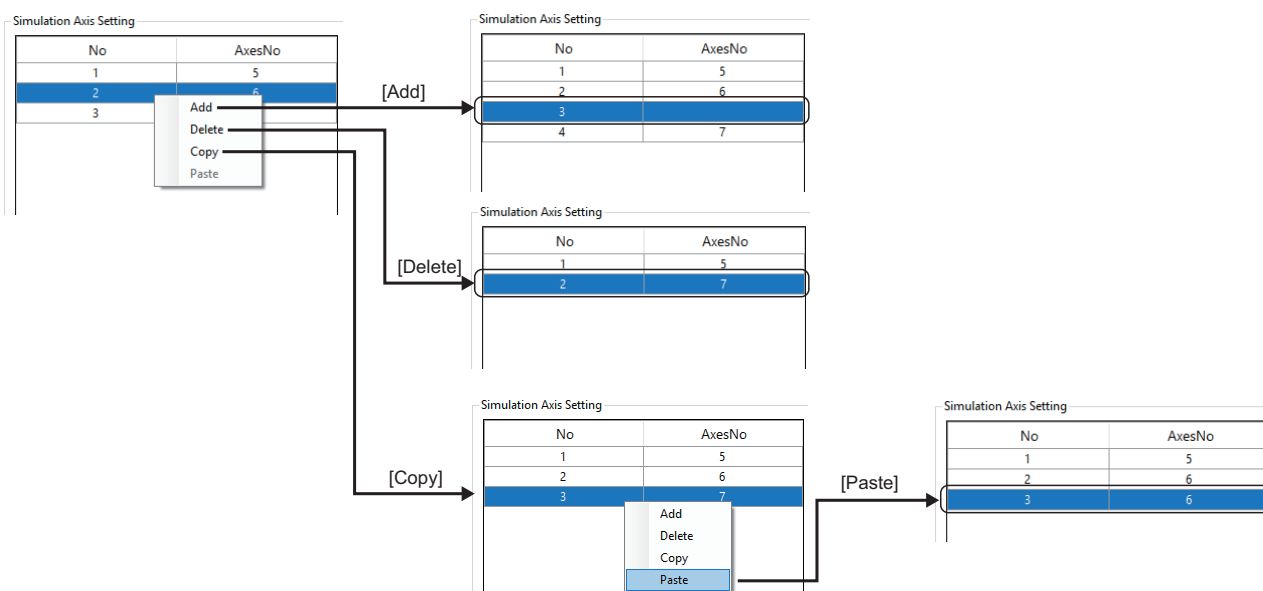 Simulation Axis Setting
No AxesNo
1 5
2 6
3
Add
Delete
Copy
Paste
[Add]
Simulation Axis Setting
No AxesNo
1 5
2 6
3
4 7
[Delete]
Simulation Axis Setting
No AxesNo
1 5
2 7
[Copy]
Simulation Axis Setting
No AxesNo
1 5
2 6
3 7
Add
Delete
Copy
Paste
[Paste]
Simulation Axis Setting
No AxesNo
1 5
2 6
3 6